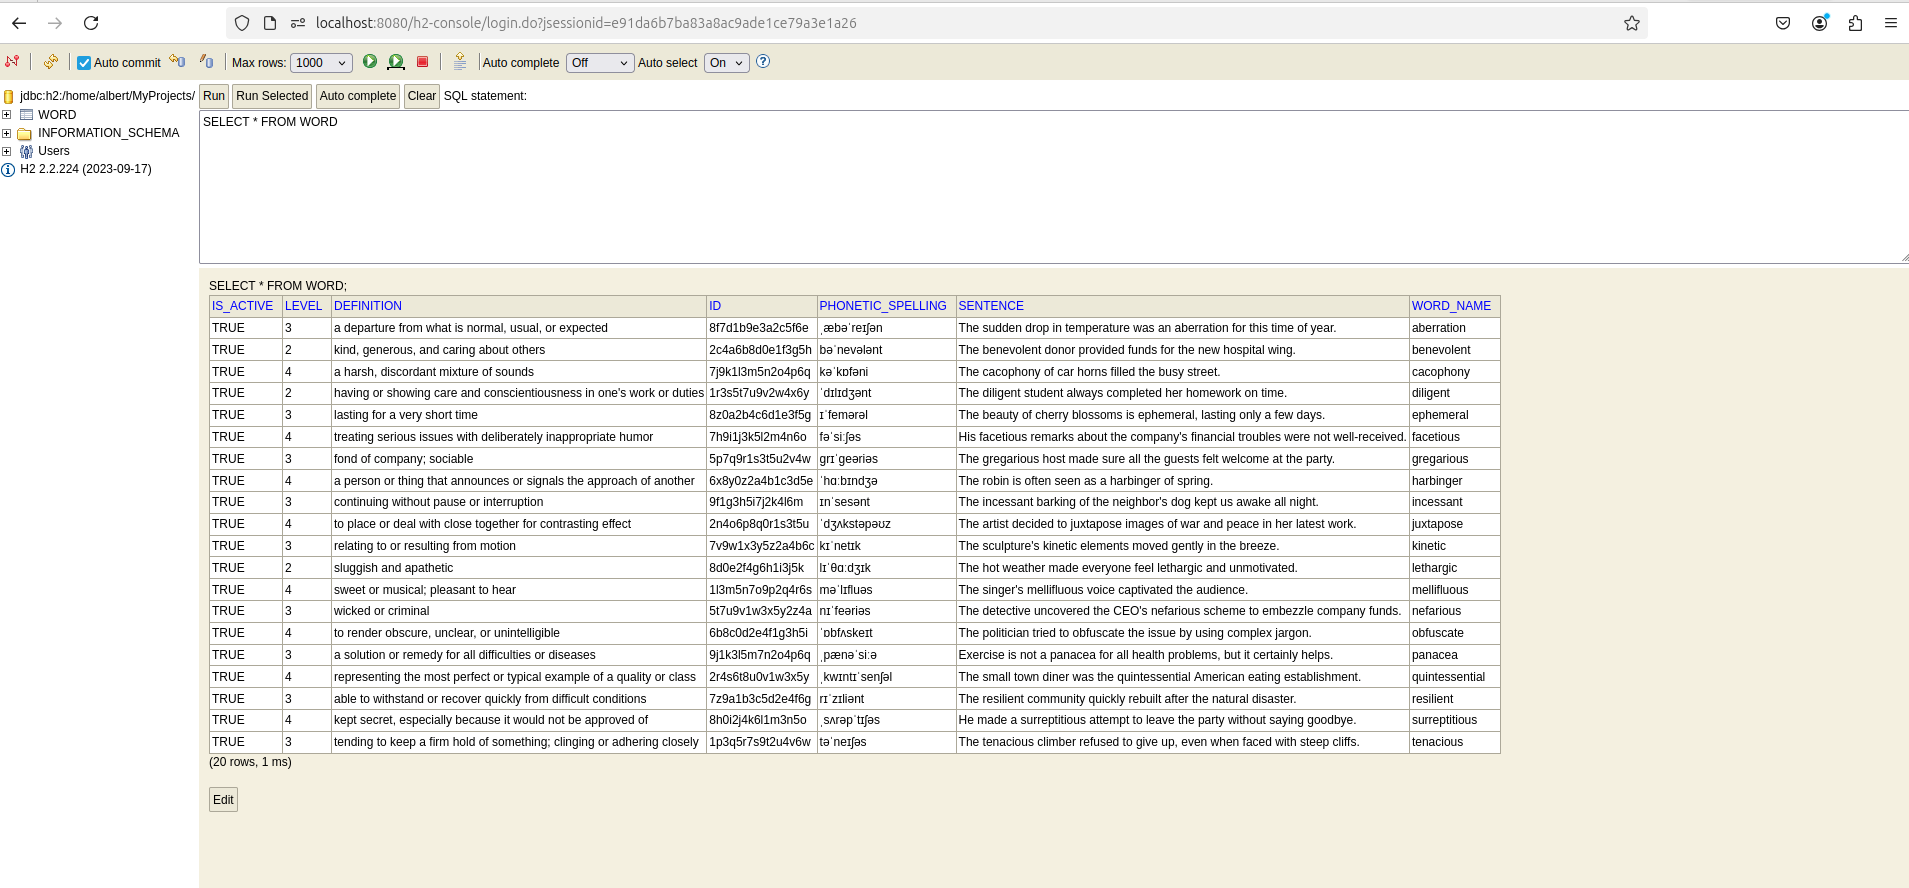 localhost:8080/h2-console/login.do?jsessionid=e91da6b7ba83a8ac9ade1ce79a3e1a26
Auto commit Max rows: 1000 Auto complete Off Auto select On
jdbc:h2:/home/albert/MyProjects/
WORD
INFORMATION_SCHEMA
Users
H2 2.2.224 (2023-09-17)
Run Run Selected Auto complete Clear SQL statement:
SELECT * FROM WORD
SELECT * FROM WORD;
IS_ACTIVE LEVEL DEFINITION ID PHONETIC_SPELLING SENTENCE WORD_NAME
TRUE 3 a departure from what is normal, usual, or expected 8f7d1b9e3a2c5f6e ˌæbəˈreɪʃən The sudden drop in temperature was an aberration for this time of year. aberration
TRUE 2 kind, generous, and caring about others 2c4a6b8d0e1f3g5h bəˈnevələnt The benevolent donor provided funds for the new hospital wing. benevolent
TRUE 4 a harsh, discordant mixture of sounds 7j9k1l3m5n2o4p6q kəˈkɒfəni The cacophony of car horns filled the busy street. cacophony
TRUE 2 having or showing care and conscientiousness in one's work or duties 1r3s5t7u9v2w4x6y ˈdɪlɪdʒənt The diligent student always completed her homework on time. diligent
TRUE 3 lasting for a very short time 8z0a2b4c6d1e3f5g ɪˈfemərəl The beauty of cherry blossoms is ephemeral, lasting only a few days. ephemeral
TRUE 4 treating serious issues with deliberately inappropriate humor 7h9i1j3k5l2m4n6o fəˈsiːʃəs His facetious remarks about the company's financial troubles were not well-received. facetious
TRUE 3 fond of company; sociable 5p7q9r1s3t5u2v4w grɪˈgeəriəs The gregarious host made sure all the guests felt welcome at the party. gregarious
TRUE 4 a person or thing that announces or signals the approach of another 6x8y0z2a4b1c3d5e ˈhɑːbɪndʒə The robin is often seen as a harbinger of spring. harbinger
TRUE 3 continuing without pause or interruption 9f1g3h5i7j2k4l6m ɪnˈsesənt The incessant barking of the neighbor's dog kept us awake all night. incessant
TRUE 4 to place or deal with close together for contrasting effect 2n4o6p8q0r1s3t5u ˈdʒʌkstəpəʊz The artist decided to juxtapose images of war and peace in her latest work. juxtapose
TRUE 3 relating to or resulting from motion 7v9w1x3y5z2a4b6c kɪˈnetɪk The sculpture's kinetic elements moved gently in the breeze. kinetic
TRUE 2 sluggish and apathetic 8d0e2f4g6h1i3j5k lɪˈθɑːdʒɪk The hot weather made everyone feel lethargic and unmotivated. lethargic
TRUE 4 sweet or musical; pleasant to hear 1l3m5n7o9p2q4r6s məˈlɪfluəs The singer's mellifluous voice captivated the audience. mellifluous
TRUE 3 wicked or criminal 5t7u9v1w3x5y2z4a nɪˈfeəriəs The detective uncovered the CEO's nefarious scheme to embezzle company funds. nefarious
TRUE 4 to render obscure, unclear, or unintelligible 6b8c0d2e4f1g3h5i ˈɒbfʌskeɪt The politician tried to obfuscate the issue by using complex jargon. obfuscate
TRUE 3 a solution or remedy for all difficulties or diseases 9j1k3l5m7n2o4p6q ˌpænəˈsiːə Exercise is not a panacea for all health problems, but it certainly helps. panacea
TRUE 4 representing the most perfect or typical example of a quality or class 2r4s6t8u0v1w3x5y ˌkwɪntɪˈsenʃəl The small town diner was the quintessential American eating establishment. quintessential
TRUE 3 able to withstand or recover quickly from difficult conditions 7z9a1b3c5d2e4f6g rɪˈzɪliənt The resilient community quickly rebuilt after the natural disaster. resilient
TRUE 4 kept secret, especially because it would not be approved of 8h0i2j4k6l1m3n5o ˌsʌrəpˈtɪʃəs He made a surreptitious attempt to leave the party without saying goodbye. surreptitious
TRUE 3 tending to keep a firm hold of something; clinging or adhering closely 1p3q5r7s9t2u4v6w təˈneɪʃəs The tenacious climber refused to give up, even when faced with steep cliffs. tenacious
(20 rows, 1 ms)
Edit